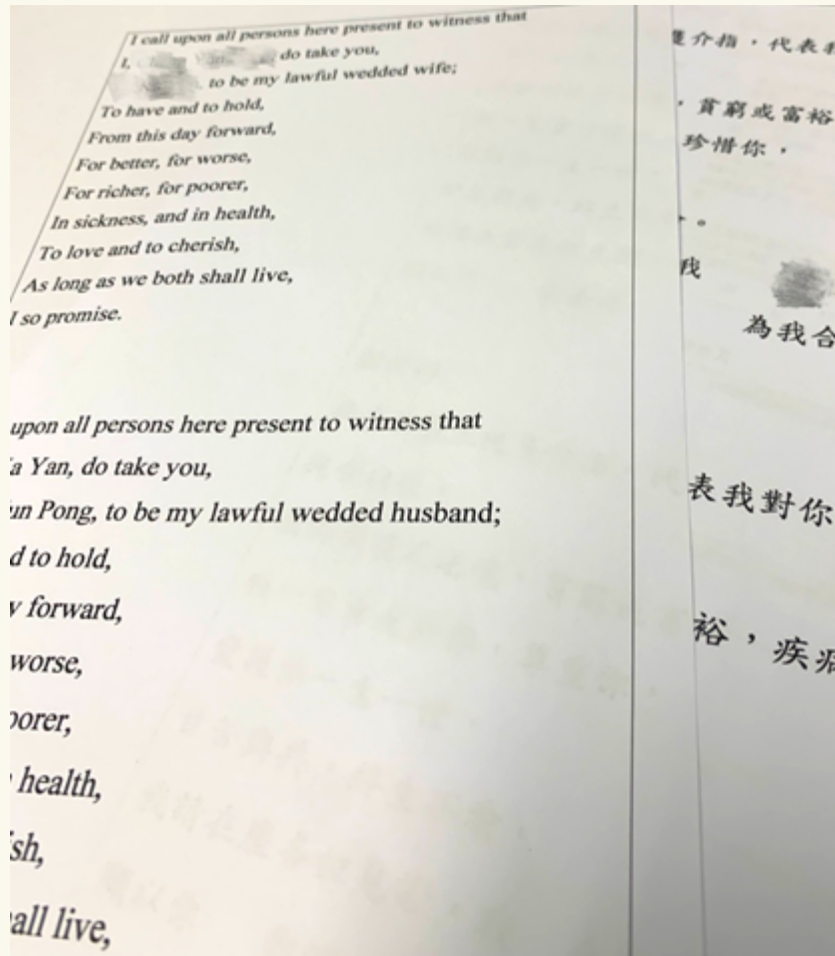 I call upon all persons here present to witness that
I, do take you,
, to be my lawful wedded wife;
To have and to hold,
From this day forward,
For better, for worse,
For richer, for poorer,
In sickness, and in health,
To love and to cherish,
As long as we both shall live,
I so promise.
upon all persons here present to witness that
a Yan, do take you,
un Pong, to be my lawful wedded husband;
d to hold,
forward,
worse,
oorer,
health,
sh,
all live,
介指,代表
,貧窮或富裕
珍惜你,
。
我
為我合
表我對你
裕,疾病